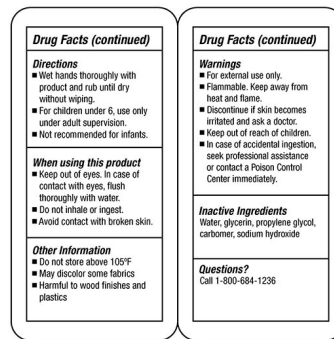 Drug Facts (continued)
Directions
■ Wet hands thoroughly with
product and rub until dry
without wiping.
■ For children under 6, use only
under adult supervision.
■ Not recommended for infants.
When using this product
■ Keep out of eyes. In case of
contact with eyes, flush
thoroughly with water.
■ Do not inhale or ingest.
■ Avoid contact with broken skin.
Other Information
■ Do not store above 105ºF
■ May discolor some fabrics
■ Harmful to wood finishes and
plastics
Drug Facts (continued)
Warnings
■ For external use only.
■ Flammable. Keep away from
heat and flame.
■ Discontinue if skin becomes
irritated and ask a doctor.
■ Keep out of reach of children.
■ In case of accidental ingestion,
seek professional assistance
or contact a Poison Control
Center immediately.
Inactive Ingredients
Water, glycerin, propylene glycol,
carbomer, sodium hydroxide
Questions?
Call 1-800-684-1236